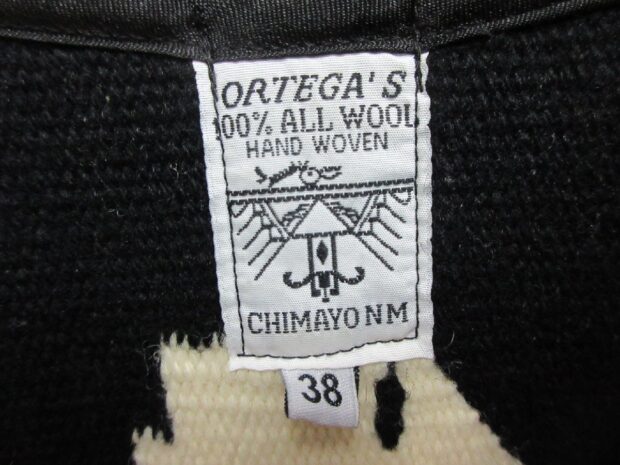 ORTEGA'S
100% ALL WOOL
HAND WOVEN
CHIMAYO NM
38